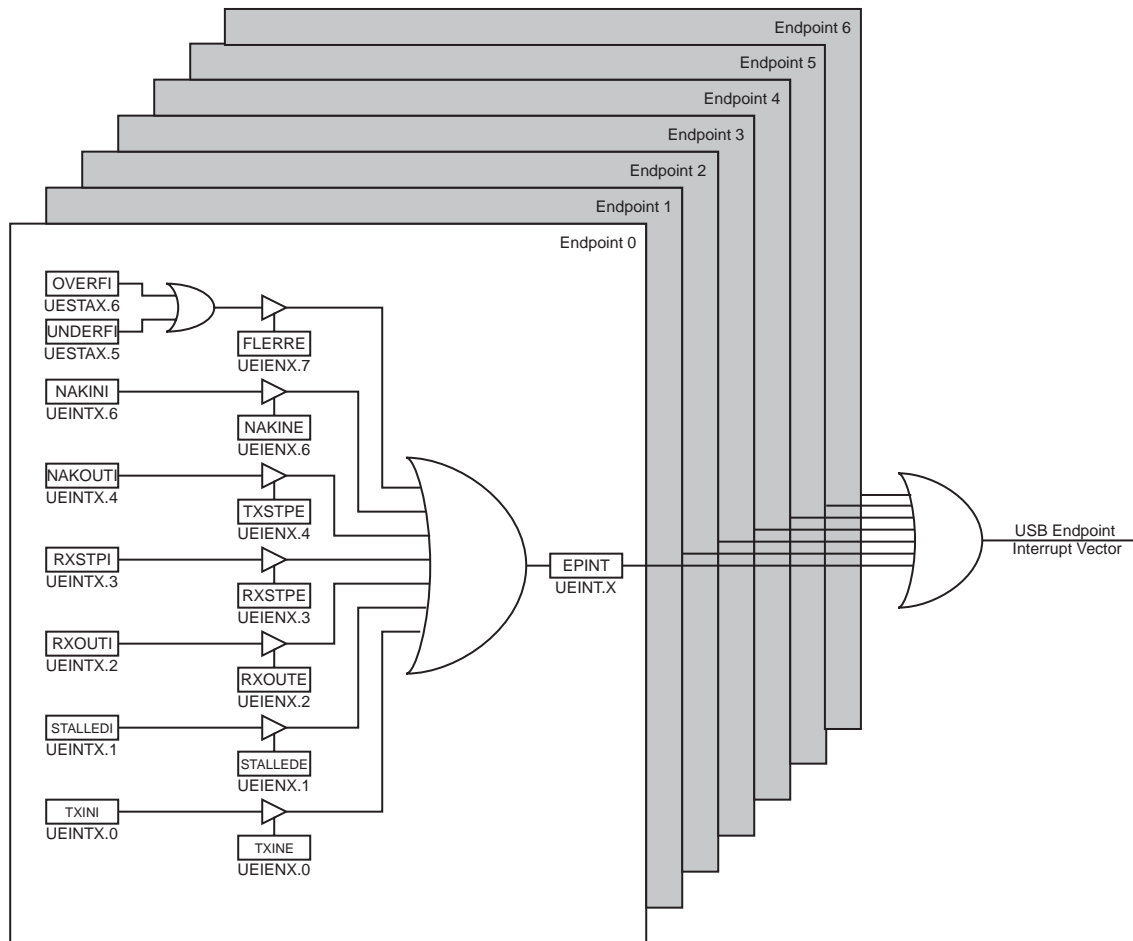 Endpoint 6
Endpoint 5
Endpoint 4
Endpoint 3
Endpoint 2
Endpoint 1
Endpoint 0
OVERFI
UESTAX.6
UNDERFI
UESTAX.5
FLERRE
UEIENX.7
NAKINI
UEINTX.6
NAKINE
UEIENX.6
NAKOUTI
UEINTX.4
TXSTPE
UEIENX.4
RXSTPI
UEINTX.3
RXSTPE
UEIENX.3
RXOUTI
UEINTX.2
RXOUTE
UEIENX.2
STALLEDI
UEINTX.1
STALLEDE
UEIENX.1
TXINI
UEINTX.0
TXINE
UEIENX.0
EPINT
UEINT.X
USB Endpoint
Interrupt Vector